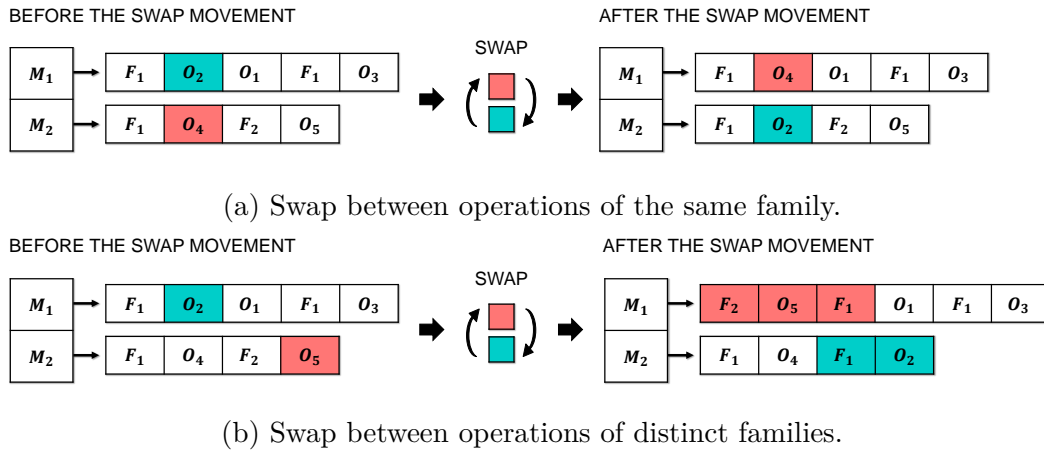 BEFORE THE SWAP MOVEMENT
AFTER THE SWAP MOVEMENT
SWAP
M₁ F₁ O₂ O₁ F₁ O₃
M₂ F₁ O₄ F₂ O₅
M₁ F₁ O₄ O₁ F₁ O₃
M₂ F₁ O₂ F₂ O₅
(a) Swap between operations of the same family.
BEFORE THE SWAP MOVEMENT
AFTER THE SWAP MOVEMENT
SWAP
M₁ F₁ O₂ O₁ F₁ O₃
M₂ F₁ O₄ F₂ O₅
M₁ F₂ O₅ F₁ O₁ F₁ O₃
M₂ F₁ O₄ F₁ O₂
(b) Swap between operations of distinct families.